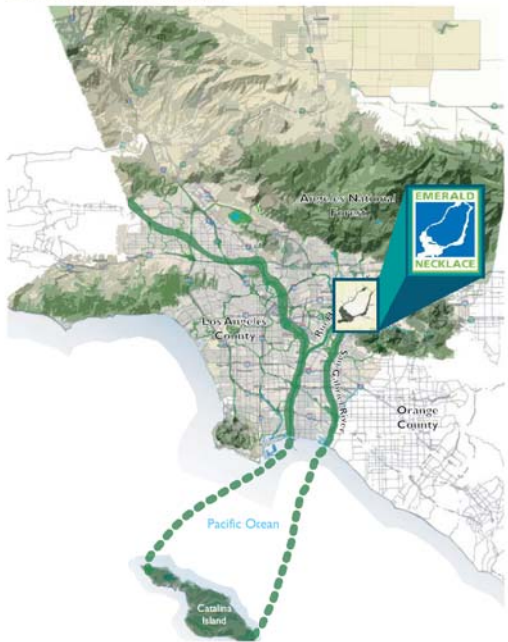 Angeles National
Forest
EMERALD
NECKLACE
Los Angeles
County
San Gabriel River
Orange
County
Pacific Ocean
Catalina
Island